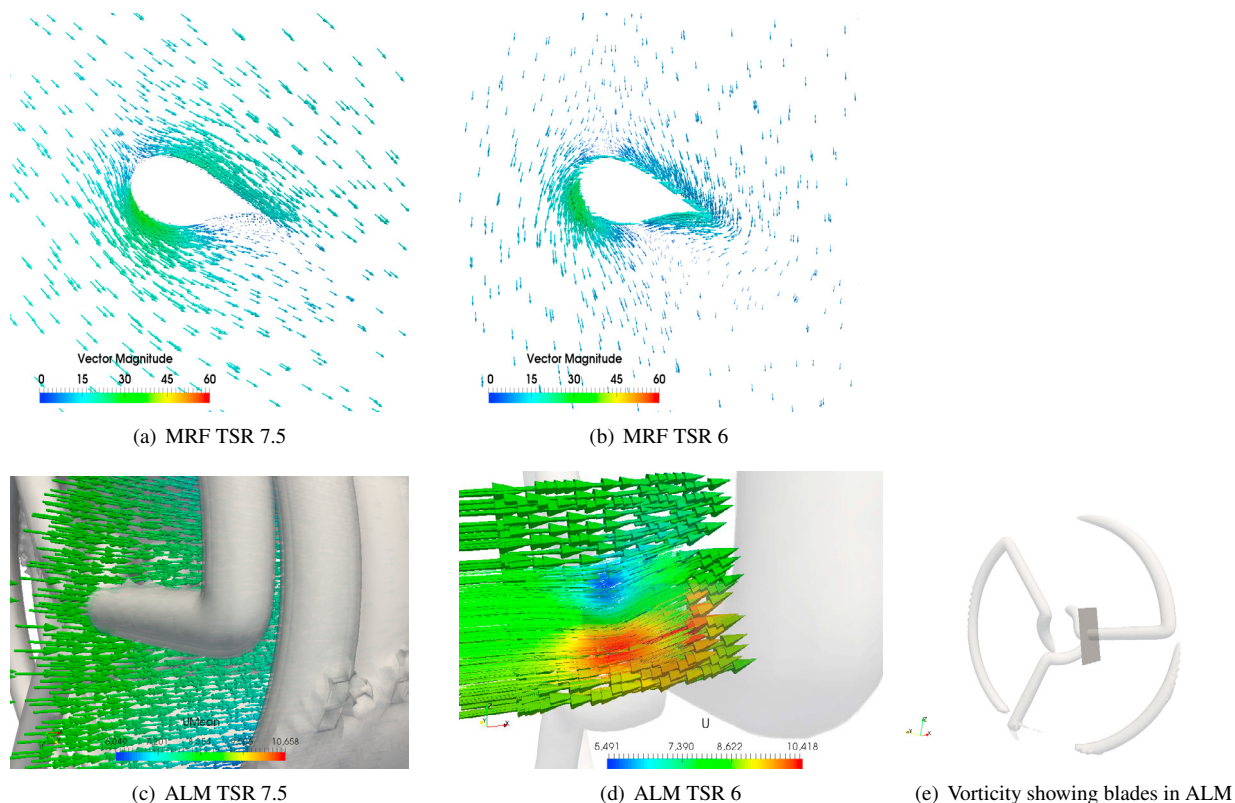 Vector Magnitude
0 15 30 45 60
(a) MRF TSR 7.5
Vector Magnitude
0 15 30 45 60
(b) MRF TSR 6
UMean
10,658
(c) ALM TSR 7.5
U
5,491 7,390 8,622 10,418
(d) ALM TSR 6
(e) Vorticity showing blades in ALM